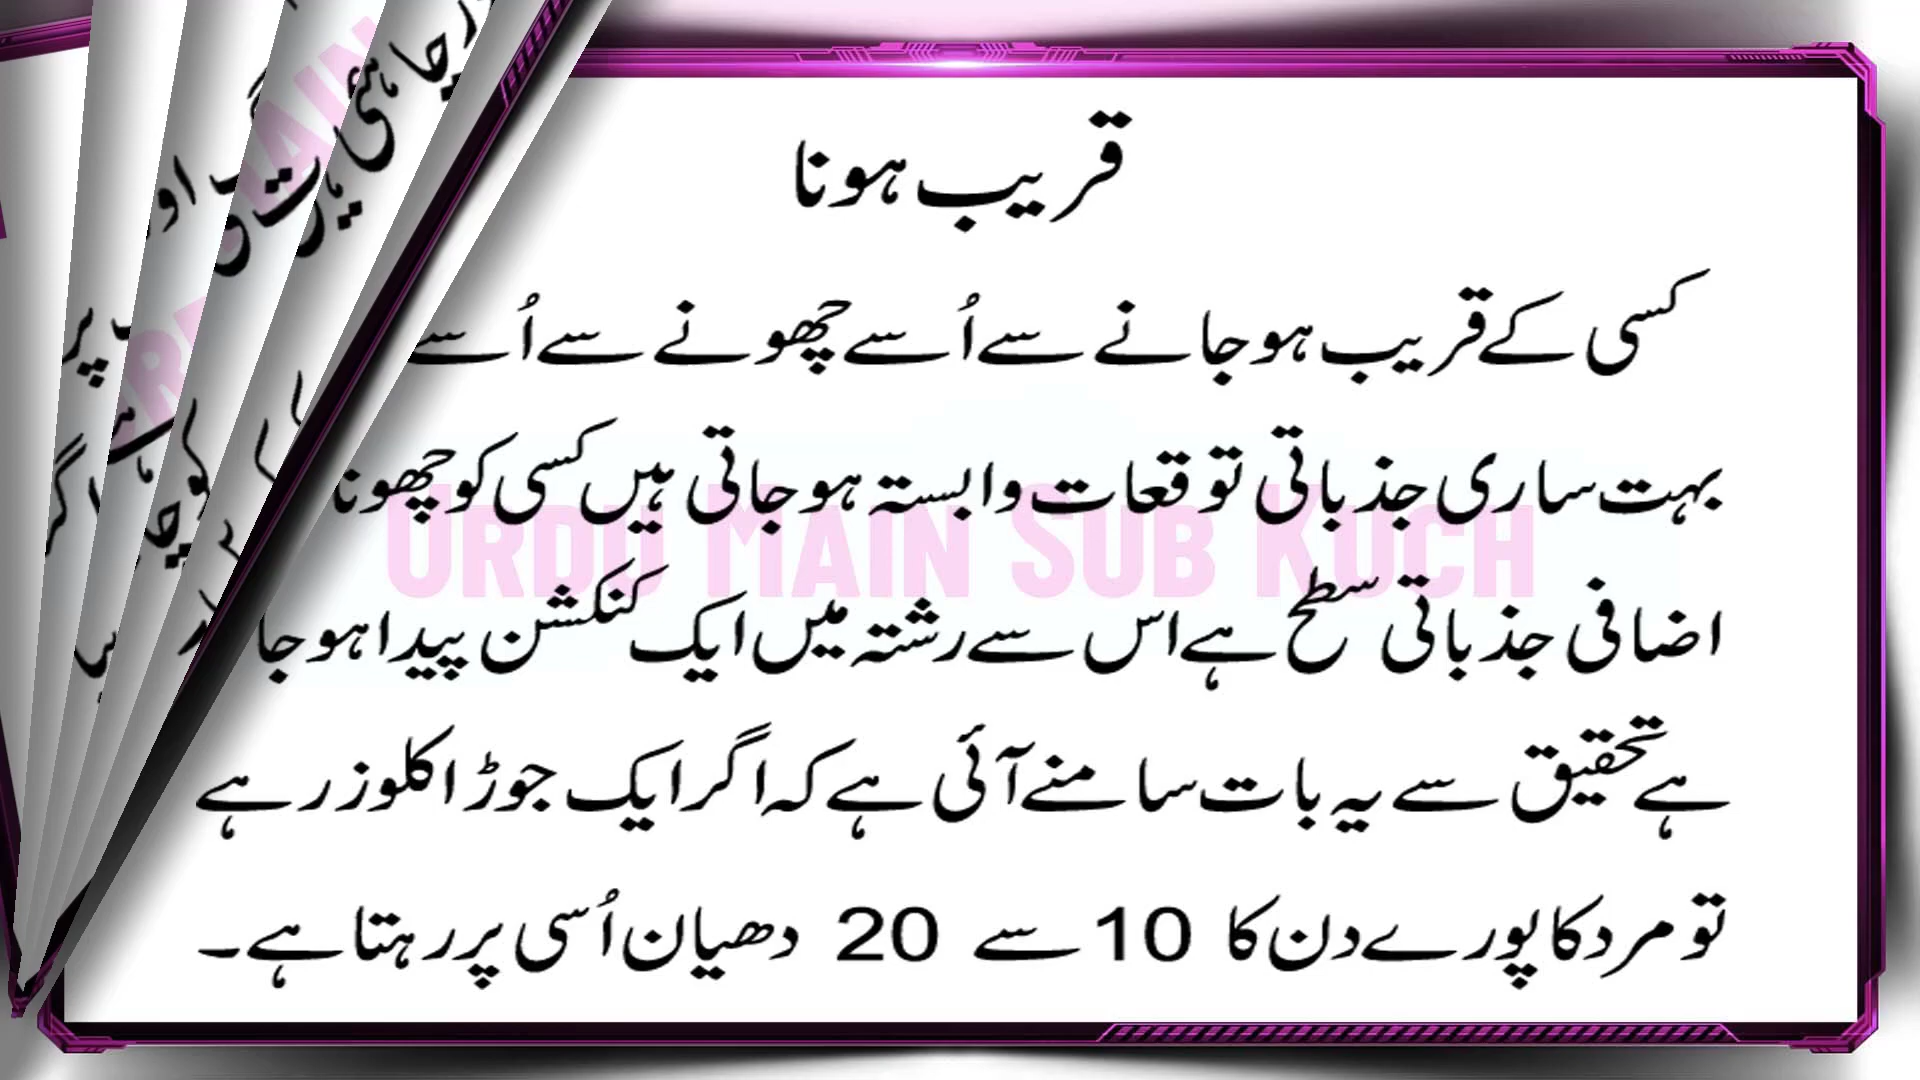 قریب ہونا
کسی کے قریب ہو جانے سے اُسے چھونے سے اُسے
بہت ساری جذباتی توقعات وابستہ ہو جاتی ہیں کسی کو چھونا
اضافی جذباتی سطح ہے اس سے رشتہ میں ایک کنکشن پیدا ہو جا
ہے تحقیق سے یہ بات سامنے آئی ہے کہ اگر ایک جوڑا کلوز رہے
تو مرد کا پورے دن کا 10 سے 20 دھیان اُسی پر رہتا ہے۔
URDU MAIN SUB KUCH